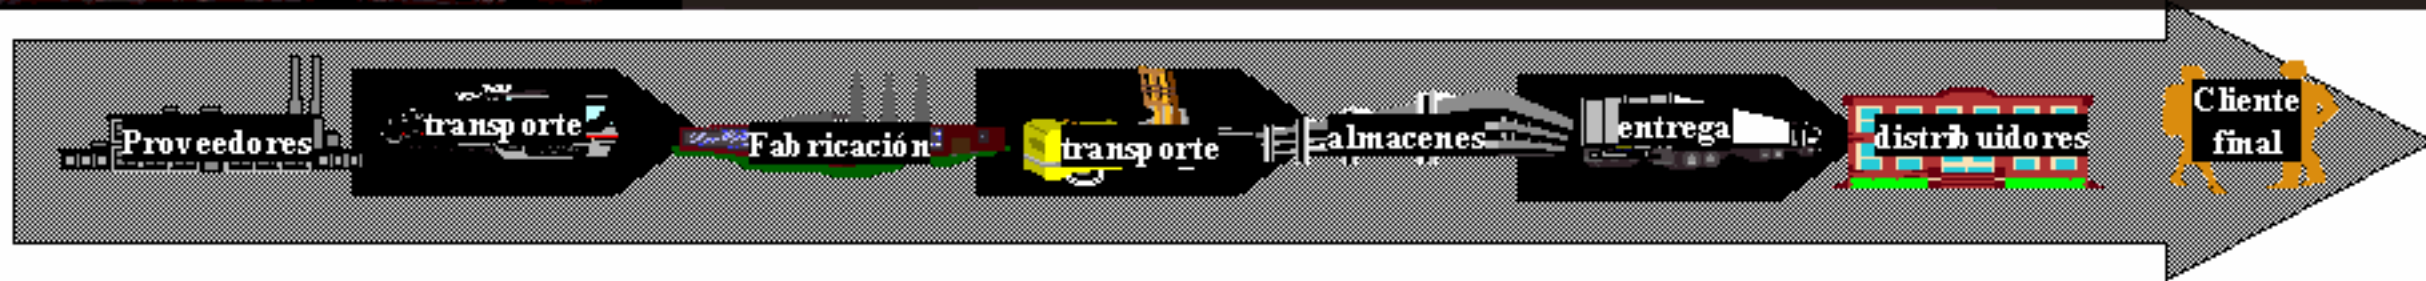 Proveedores
transporte
Fabricación
transporte
almacenes
entrega
distribuidores
Cliente
final